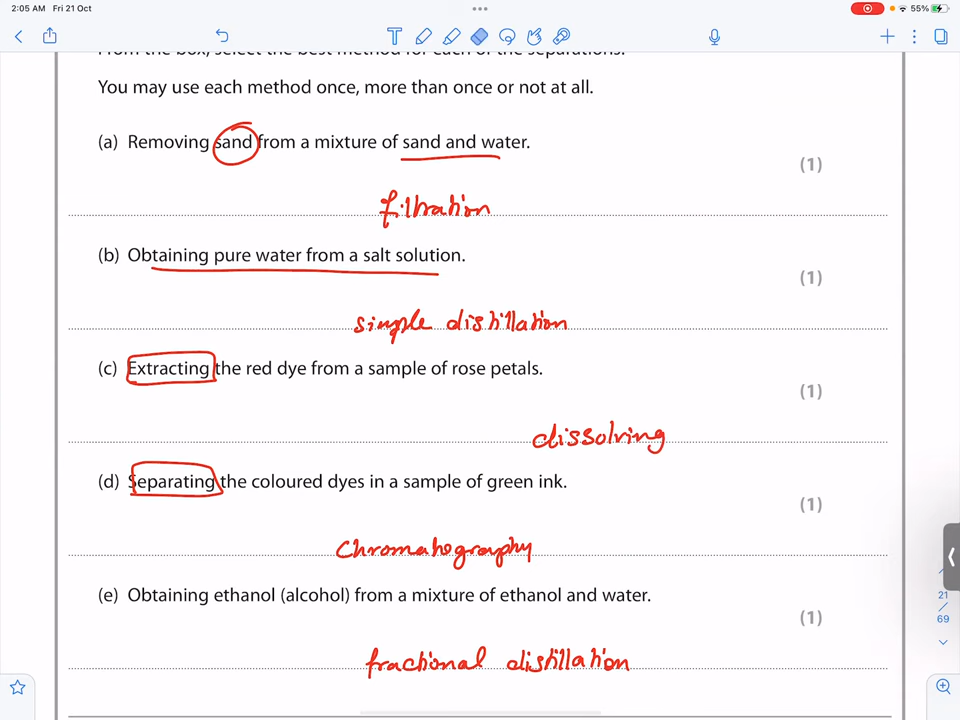 2:05 AM Fri 21 Oct
55%
From the box, select the best method for each of the separations.
You may use each method once, more than once or not at all.
(a) Removing sand from a mixture of sand and water.
(1)
filtration
(b) Obtaining pure water from a salt solution.
(1)
simple distillation
(c) Extracting the red dye from a sample of rose petals.
(1)
dissolving
(d) Separating the coloured dyes in a sample of green ink.
(1)
Chromatography
(e) Obtaining ethanol (alcohol) from a mixture of ethanol and water.
21
/
69
(1)
fractional distillation